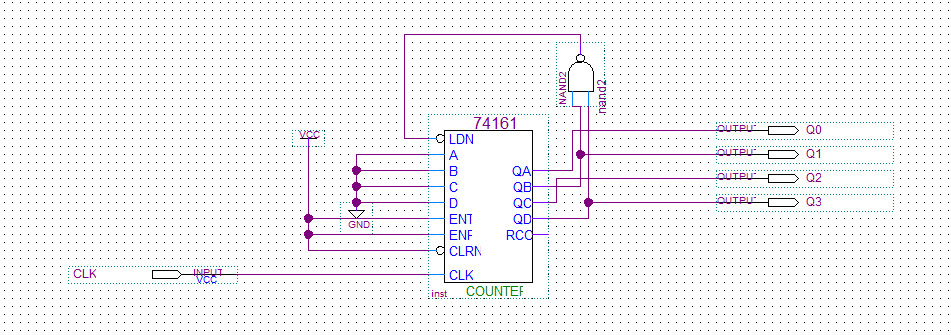 NAND2
nand2
74161
VCC
LDN
A
B
C
D
ENT
ENP
CLRN
CLK
QA
QB
QC
QD
RCO
GND
OUTPUT Q0
OUTPUT Q1
OUTPUT Q2
OUTPUT Q3
CLK
INPUT
VCC
inst
COUNTER